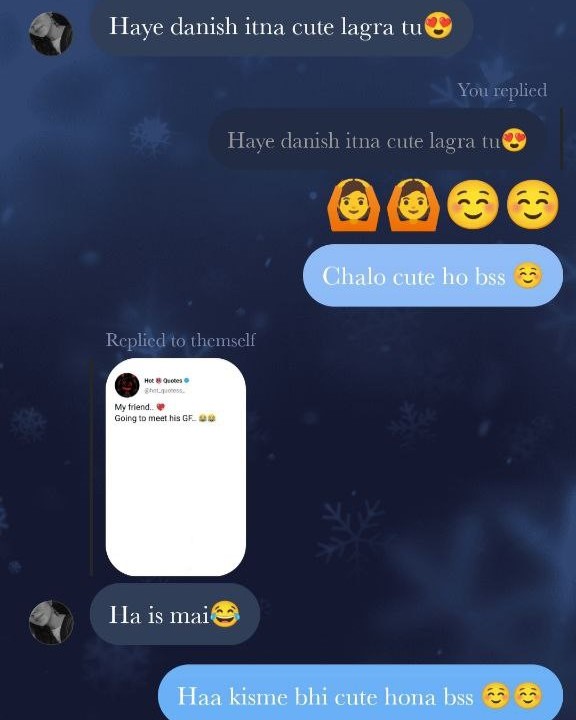 Haye danish itna cute lagra tu😍
You replied
Haye danish itna cute lagra tu😍
🙆🙆☺️☺️
Chalo cute ho bss ☺️
Replied to themself
Hot 🎯 Quotes
@hot_quotess_
My friend.. ❤️
Going to meet his GF.. 😂😂
Ha is mai😂
Haa kisme bhi cute hona bss ☺️☺️